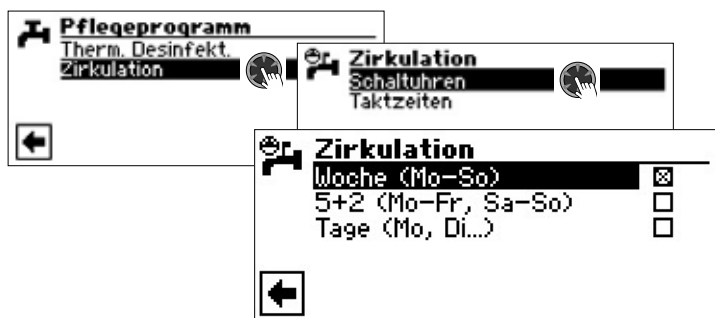 Pflegeprogramm
Therm. Desinfekt.
Zirkulation
Zirkulation
Schaltuhren
Taktzeiten
Zirkulation
Woche (Mo-So)
5+2 (Mo-Fr, Sa-So)
Tage (Mo, Di...)